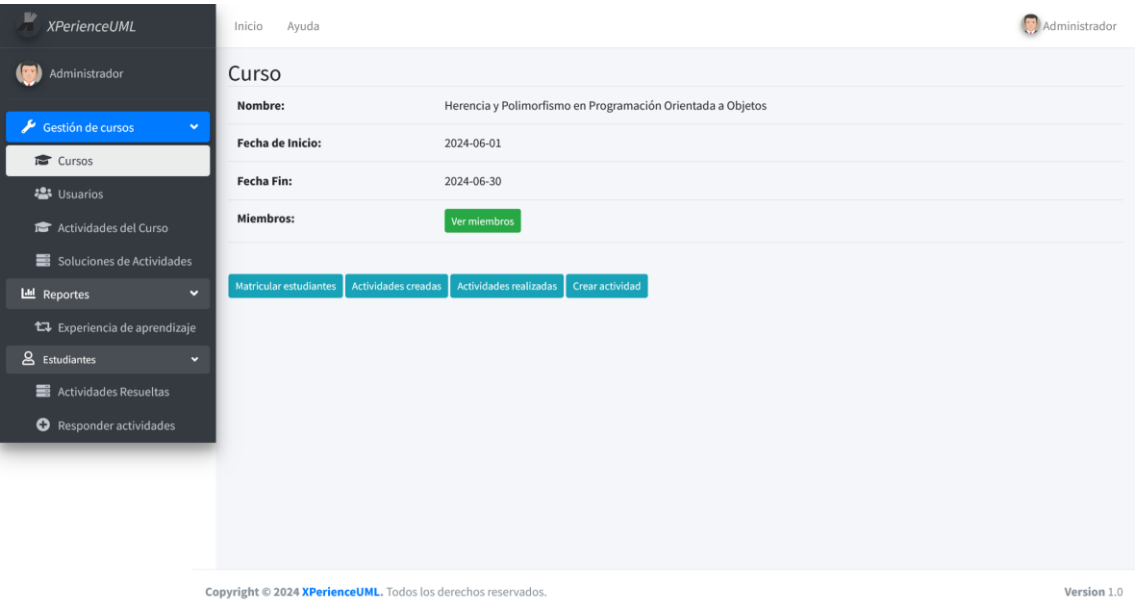 XPerienceUML
Inicio Ayuda
Administrador
Administrador
Gestión de cursos
Cursos
Usuarios
Actividades del Curso
Soluciones de Actividades
Reportes
Experiencia de aprendizaje
Estudiantes
Actividades Resueltas
Responder actividades
Curso
Nombre: Herencia y Polimorfismo en Programación Orientada a Objetos
Fecha de Inicio: 2024-06-01
Fecha Fin: 2024-06-30
Miembros: Ver miembros
Matricular estudiantes Actividades creadas Actividades realizadas Crear actividad
Copyright © 2024 XPerienceUML. Todos los derechos reservados. Version 1.0